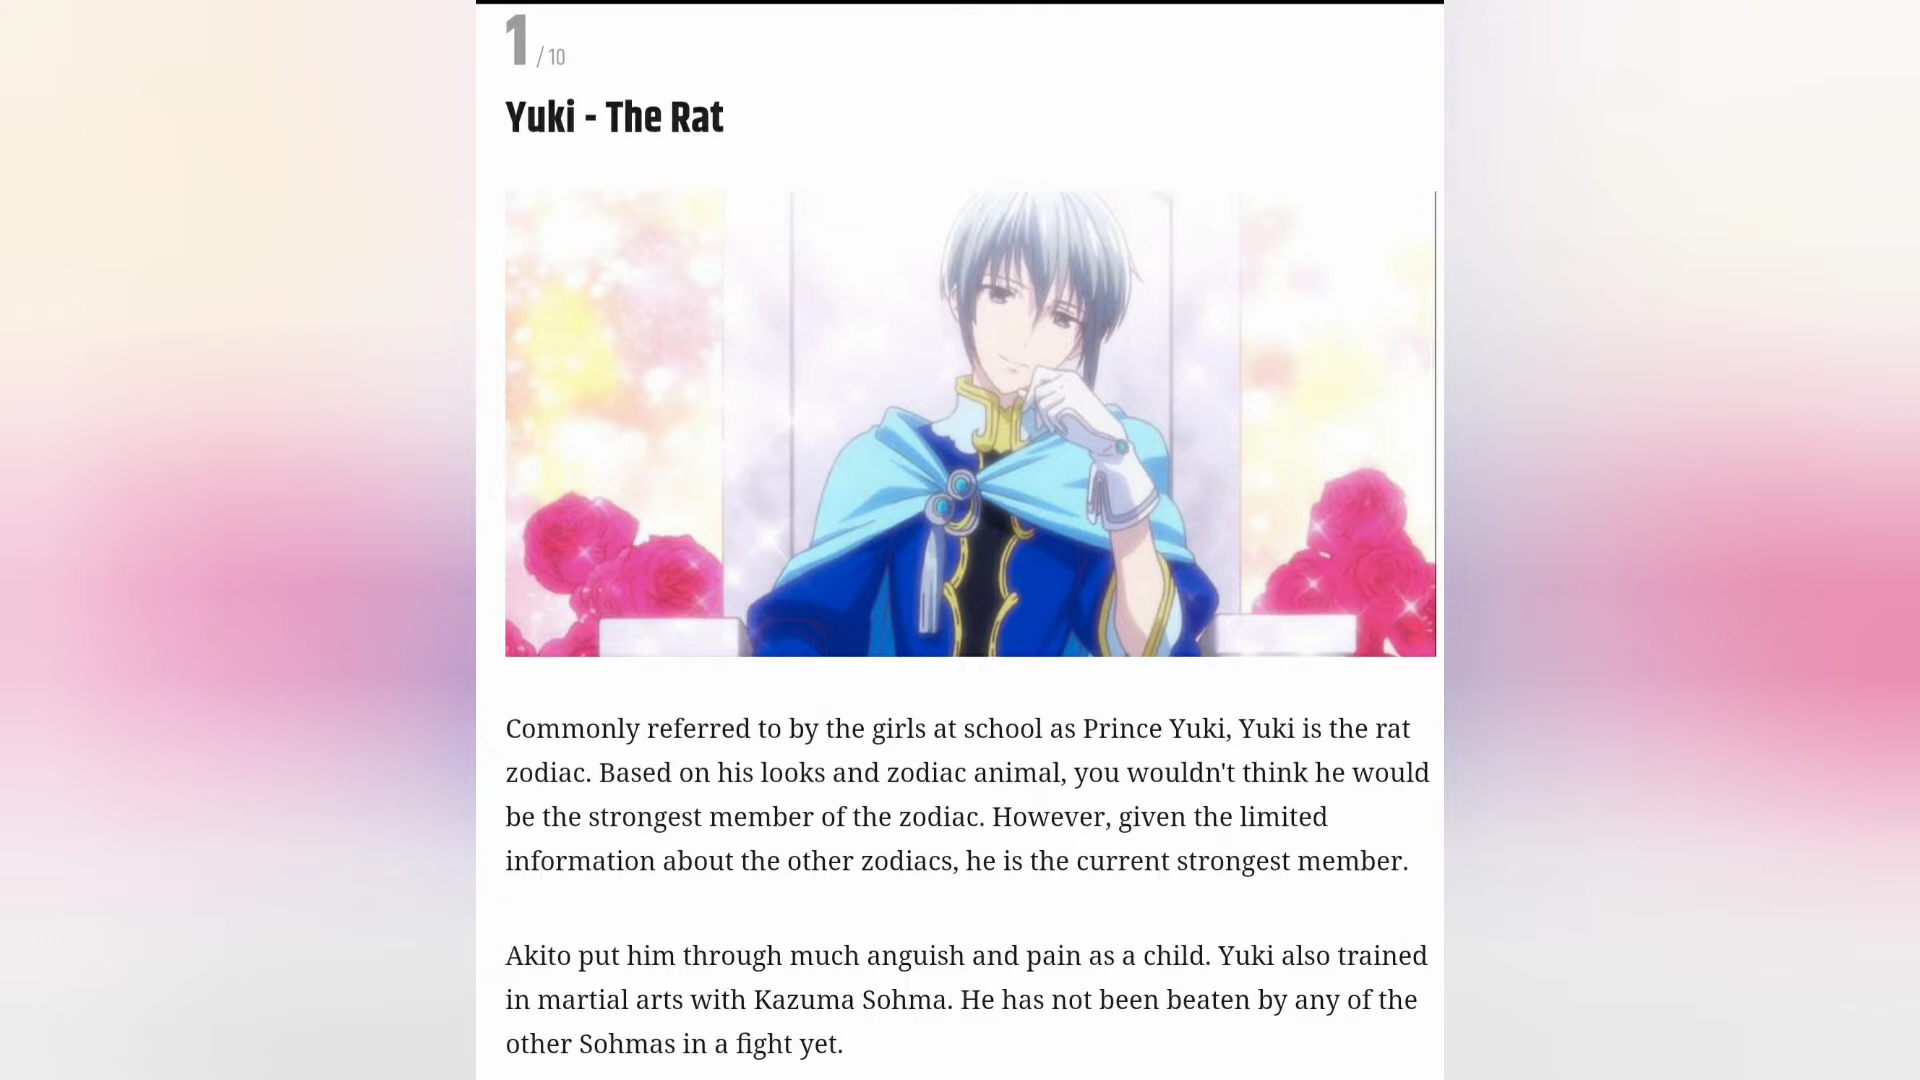 1 / 10
Yuki - The Rat
Commonly referred to by the girls at school as Prince Yuki, Yuki is the rat
zodiac. Based on his looks and zodiac animal, you wouldn't think he would
be the strongest member of the zodiac. However, given the limited
information about the other zodiacs, he is the current strongest member.
Akito put him through much anguish and pain as a child. Yuki also trained
in martial arts with Kazuma Sohma. He has not been beaten by any of the
other Sohmas in a fight yet.